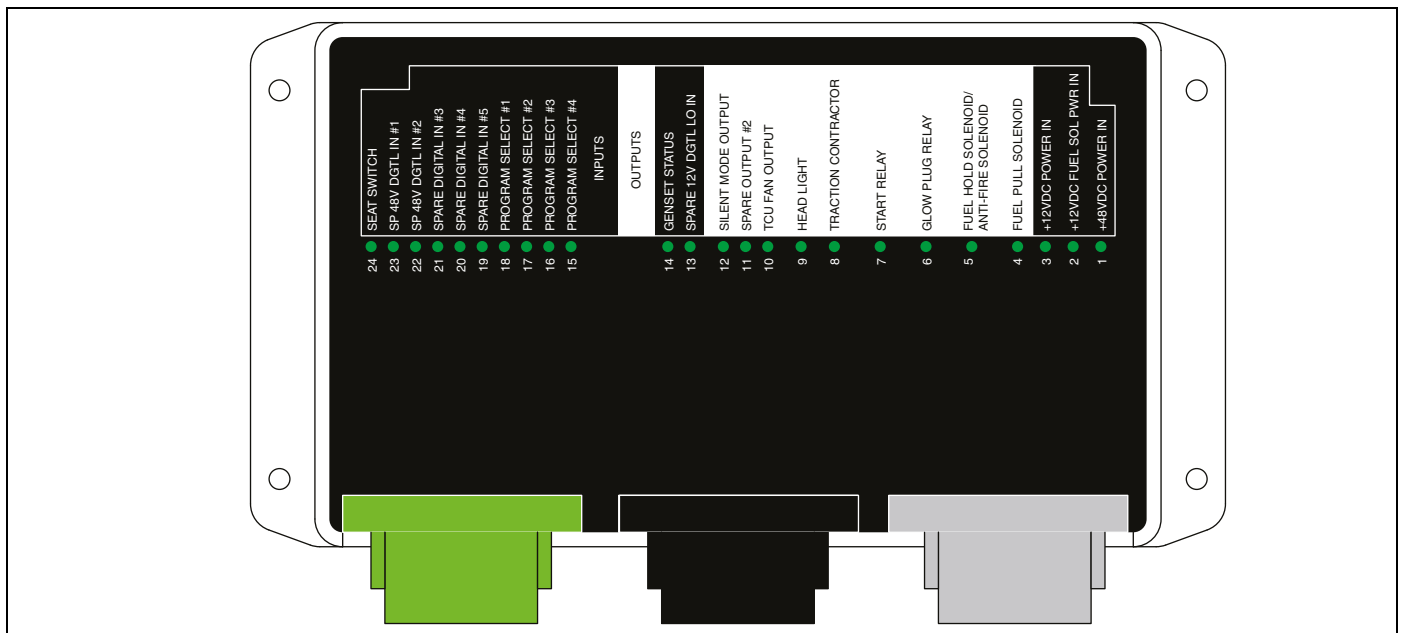 24 SEAT SWITCH
23 SP 48V DGTL IN #1
22 SP 48V DGTL IN #2
21 SPARE DIGITAL IN #3
20 SPARE DIGITAL IN #4
19 SPARE DIGITAL IN #5
18 PROGRAM SELECT #1
17 PROGRAM SELECT #2
16 PROGRAM SELECT #3
15 PROGRAM SELECT #4
INPUTS
OUTPUTS
14 GENSET STATUS
13 SPARE 12V DGTL LO IN
12 SILENT MODE OUTPUT
11 SPARE OUTPUT #2
10 TCU FAN OUTPUT
9 HEAD LIGHT
8 TRACTION CONTRACTOR
7 START RELAY
6 GLOW PLUG RELAY
5 FUEL HOLD SOLENOID/
ANTI-FIRE SOLENOID
4 FUEL PULL SOLENOID
3 +12VDC POWER IN
2 +12VDC FUEL SOL PWR IN
1 +48VDC POWER IN